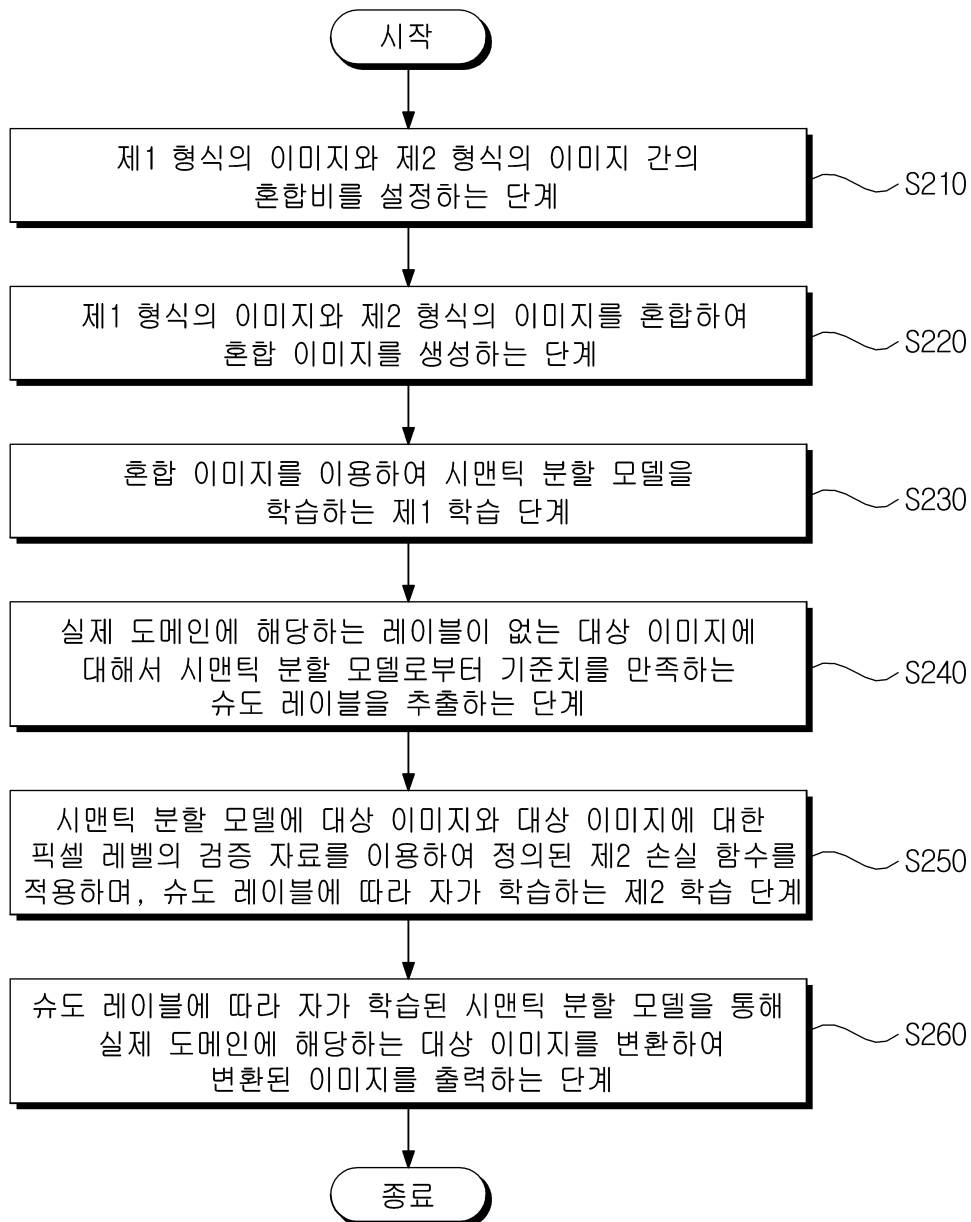 시작
제1 형식의 이미지와 제2 형식의 이미지 간의
혼합비를 설정하는 단계
S210
제1 형식의 이미지와 제2 형식의 이미지를 혼합하여
혼합 이미지를 생성하는 단계
S220
혼합 이미지를 이용하여 시맨틱 분할 모델을
학습하는 제1 학습 단계
S230
실제 도메인에 해당하는 레이블이 없는 대상 이미지에
대해서 시맨틱 분할 모델로부터 기준치를 만족하는
슈도 레이블을 추출하는 단계
S240
시맨틱 분할 모델에 대상 이미지와 대상 이미지에 대한
픽셀 레벨의 검증 자료를 이용하여 정의된 제2 손실 함수를
적용하며, 슈도 레이블에 따라 자가 학습하는 제2 학습 단계
S250
슈도 레이블에 따라 자가 학습된 시맨틱 분할 모델을 통해
실제 도메인에 해당하는 대상 이미지를 변환하여
변환된 이미지를 출력하는 단계
S260
종료